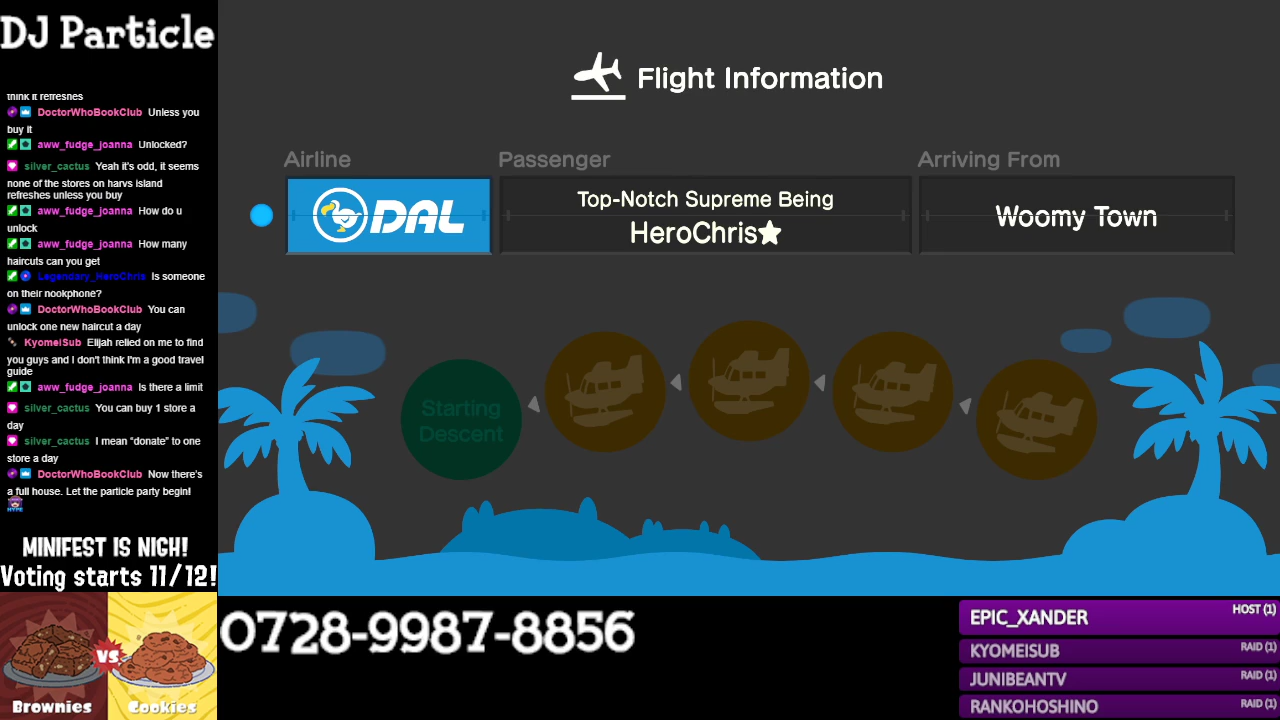 DJ Particle
think it refreshes
DoctorWhoBookClub Unless you
buy it
aww_fudge_joanna Unlocked?
silver_cactus Yeah it's odd, it seems
none of the stores on harvs island
refreshes unless you buy
aww_fudge_joanna How do u
unlock
aww_fudge_joanna How many
haircuts can you get
Legendary_HeroChris Is someone
on their nookphone?
DoctorWhoBookClub You can
unlock one new haircut a day
KyomeiSub Elijah relied on me to find
you guys and I don't think I'm a good travel
guide
aww_fudge_joanna Is there a limit
silver_cactus You can buy 1 store a
day
silver_cactus I mean “donate” to one
store a day
DoctorWhoBookClub Now there's
a full house. Let the particle party begin!
HYPE
MINIFEST IS NIGH!
Voting starts 11/12!
VS
Brownies
Cookies
Flight Information
Airline
Passenger
Arriving From
DAL
Top-Notch Supreme Being
HeroChris★
Woomy Town
Starting
Descent
0728-9987-8856
EPIC_XANDER HOST (1)
KYOMEISUB RAID (1)
JUNIBEANTV RAID (1)
RANKOHOSHINO RAID (1)